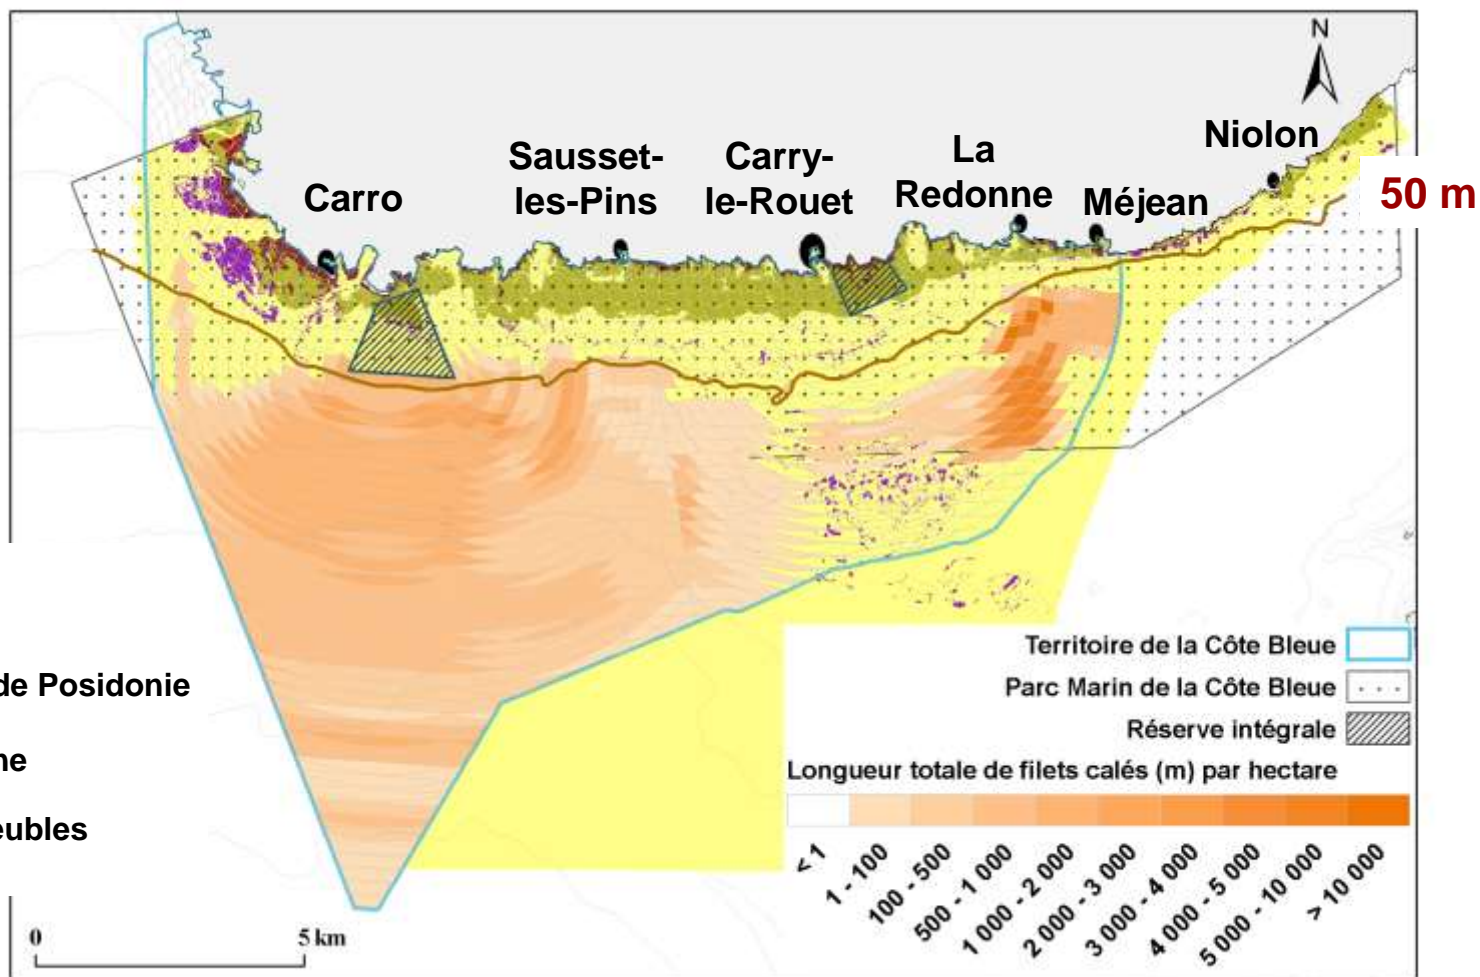 N
Niolon
La
Redonne
Sausset-
les-Pins
Carry-
le-Rouet
Carro
Méjean
50 m
Territoire de la Côte Bleue
de Posidonie
Parc Marin de la Côte Bleue
Réserve intégrale
ne
Longueur totale de filets calés (m) par hectare
eubles
< 1
1 - 100
100 - 500
500 - 1 000
1 000 - 2 000
2 000 - 3 000
3 000 - 4 000
4 000 - 5 000
5 000 - 10 000
> 10 000
0 5 km